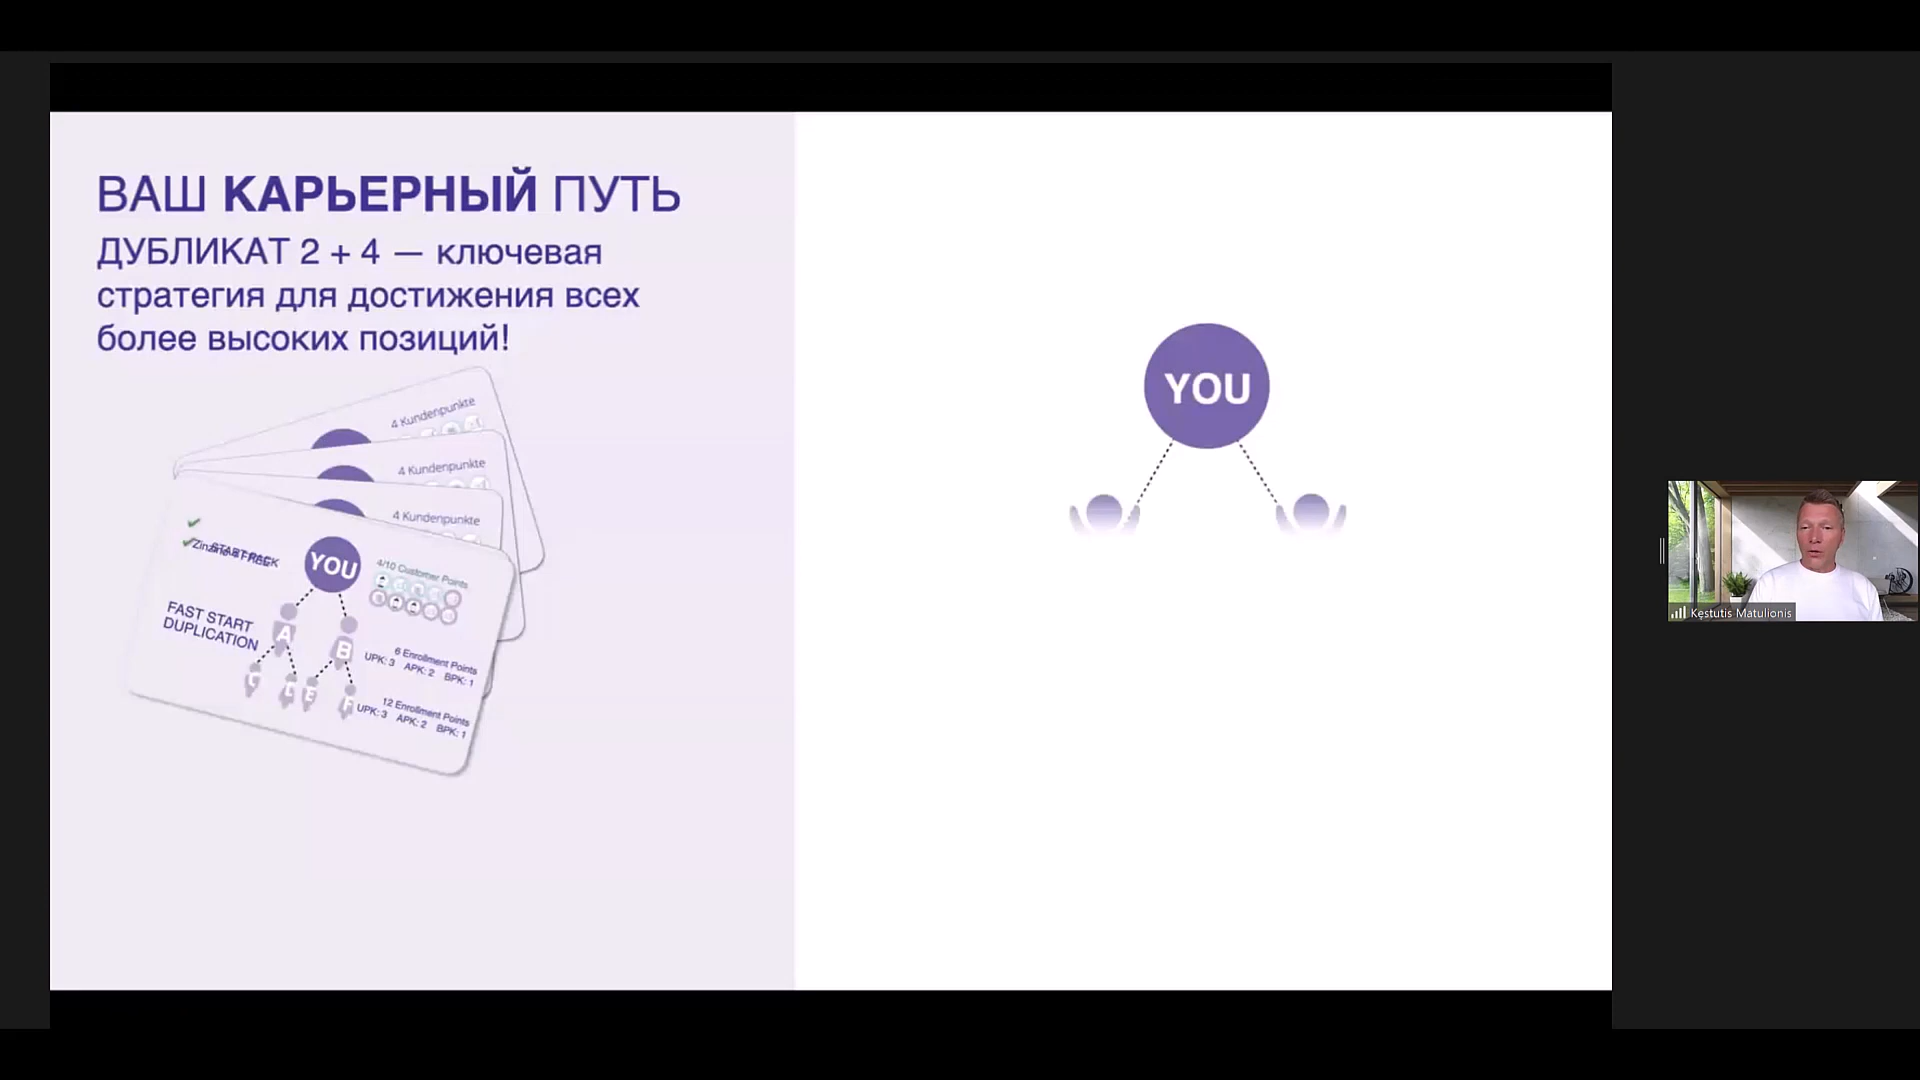 ВАШ КАРЬЕРНЫЙ ПУТЬ
ДУБЛИКАТ 2 + 4 — ключевая
стратегия для достижения всех
более высоких позиций!
4 Kundenpunkte
4 Kundenpunkte
4 Kundenpunkte
START PACK
YOU
4/10 Customer Points
FAST START
DUPLICATION
A
B
6 Enrollment Points
UPK: 3 APK: 2 BPK: 1
C
D
E
F
12 Enrollment Points
UPK: 3 APK: 2 BPK: 1
YOU
Kęstutis Matulionis